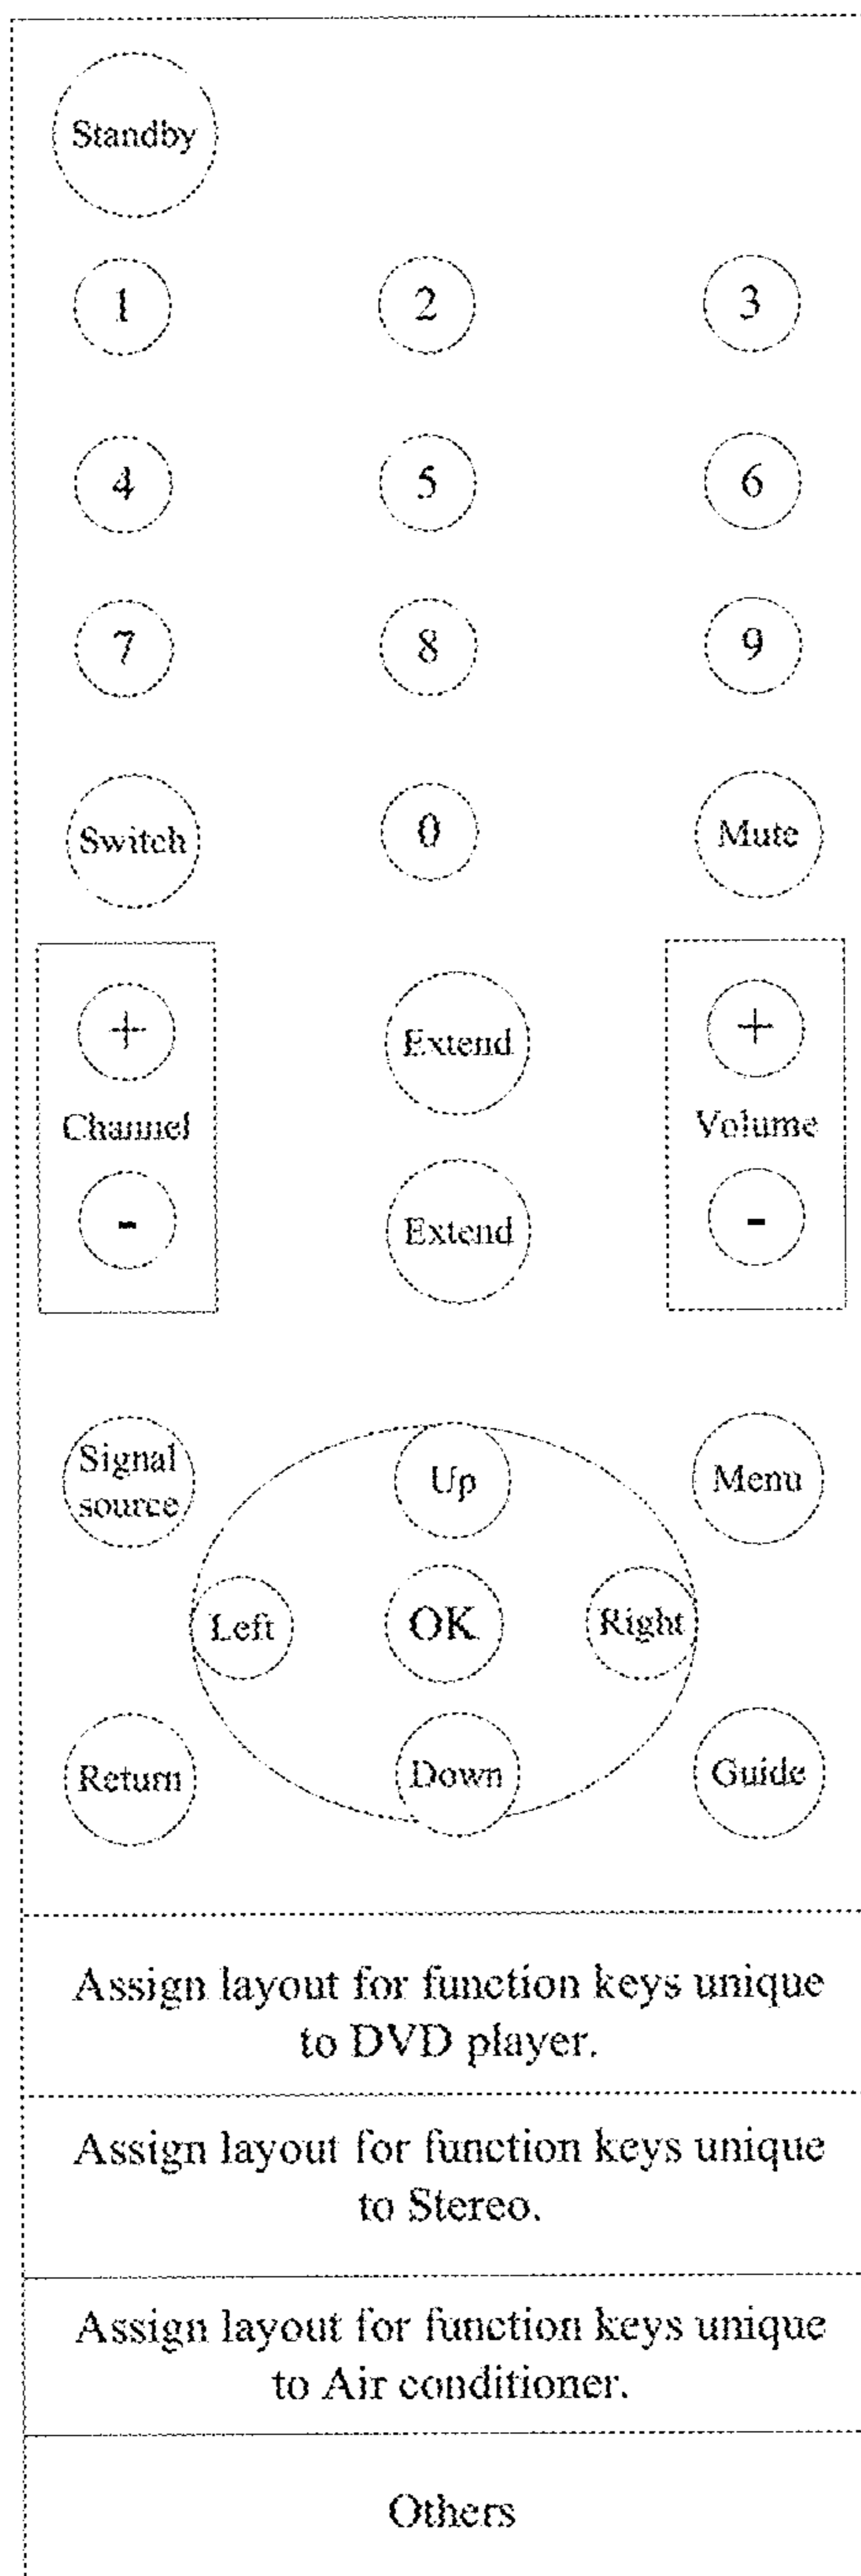 Standby
1 2 3
4 5 6
7 8 9
Switch 0 Mute
+ Extend +
Channel Volume
- Extend -
Signal
source Up Menu
Left OK Right
Return Down Guide
Assign layout for function keys unique
to DVD player.
Assign layout for function keys unique
to Stereo.
Assign layout for function keys unique
to Air conditioner.
Others